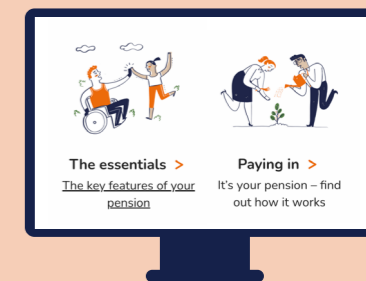 The essentials >
The key features of your
pension
Paying in >
It's your pension – find
out how it works